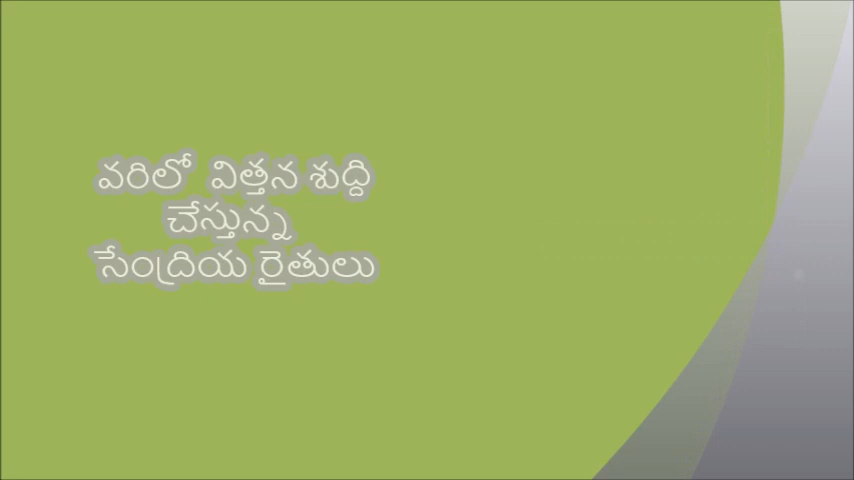 వరిలో విత్తన శుద్ది
చేస్తున్న
సేంద్రియ రైతులు